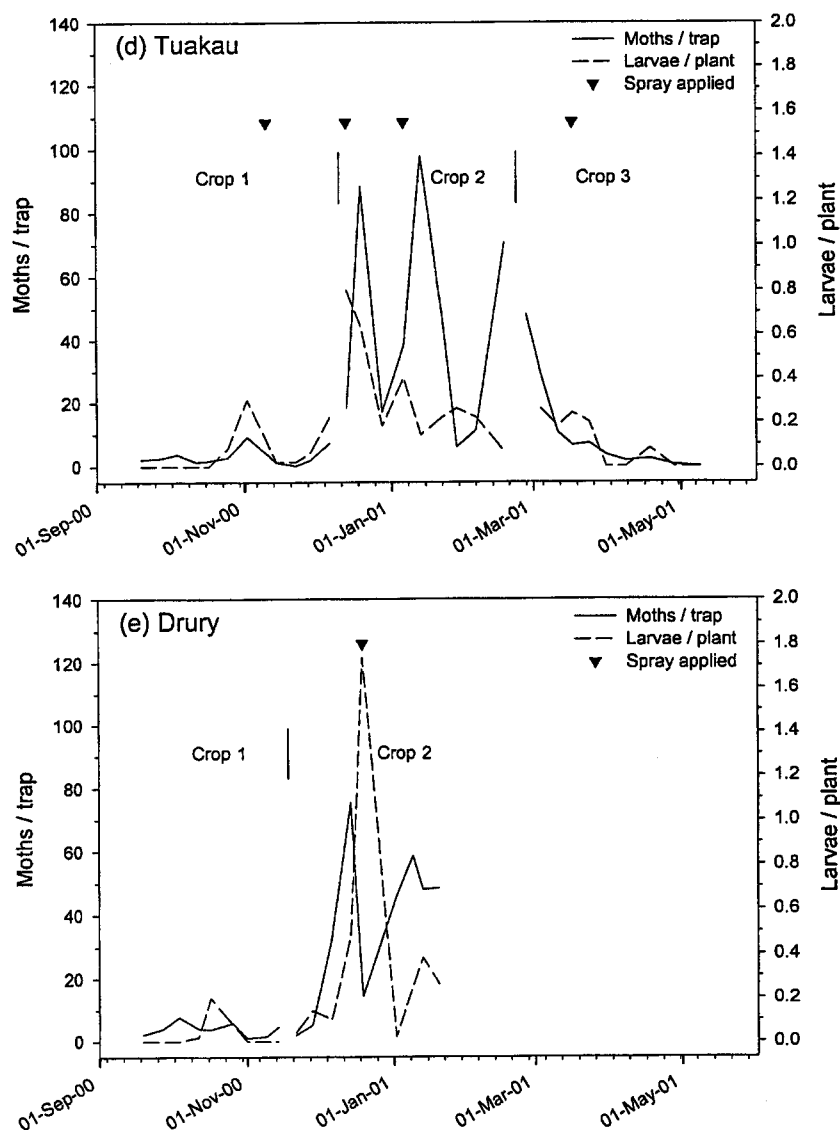 (d) Tuakau
Moths / trap
Larvae / plant
Spray applied
Crop 1
Crop 2
Crop 3
Moths / trap
140
120
100
80
60
40
20
0
Larvae / plant
2.0
1.8
1.6
1.4
1.2
1.0
0.8
0.6
0.4
0.2
0.0
01-Sep-00
01-Nov-00
01-Jan-01
01-Mar-01
01-May-01
(e) Drury
Moths / trap
Larvae / plant
Spray applied
Crop 1
Crop 2
Moths / trap
140
120
100
80
60
40
20
0
Larvae / plant
2.0
1.8
1.6
1.4
1.2
1.0
0.8
0.6
0.4
0.2
0.0
01-Sep-00
01-Nov-00
01-Jan-01
01-Mar-01
01-May-01